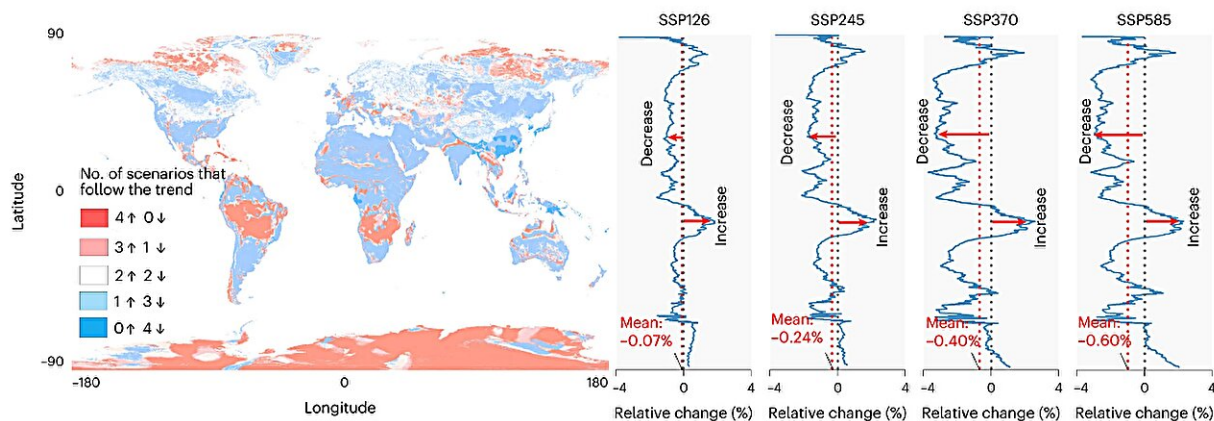 SSP126
SSP245
SSP370
SSP585
90
0
−90
Latitude
No. of scenarios that
follow the trend
4↑ 0↓
3↑ 1↓
2↑ 2↓
1↑ 3↓
0↑ 4↓
−180
0
180
Longitude
Decrease
Increase
Mean:
−0.07%
−4 0 4
Relative change (%)
Decrease
Increase
Mean:
−0.24%
−4 0 4
Relative change (%)
Decrease
Increase
Mean:
−0.40%
−4 0 4
Relative change (%)
Decrease
Increase
Mean:
−0.60%
−4 0 4
Relative change (%)